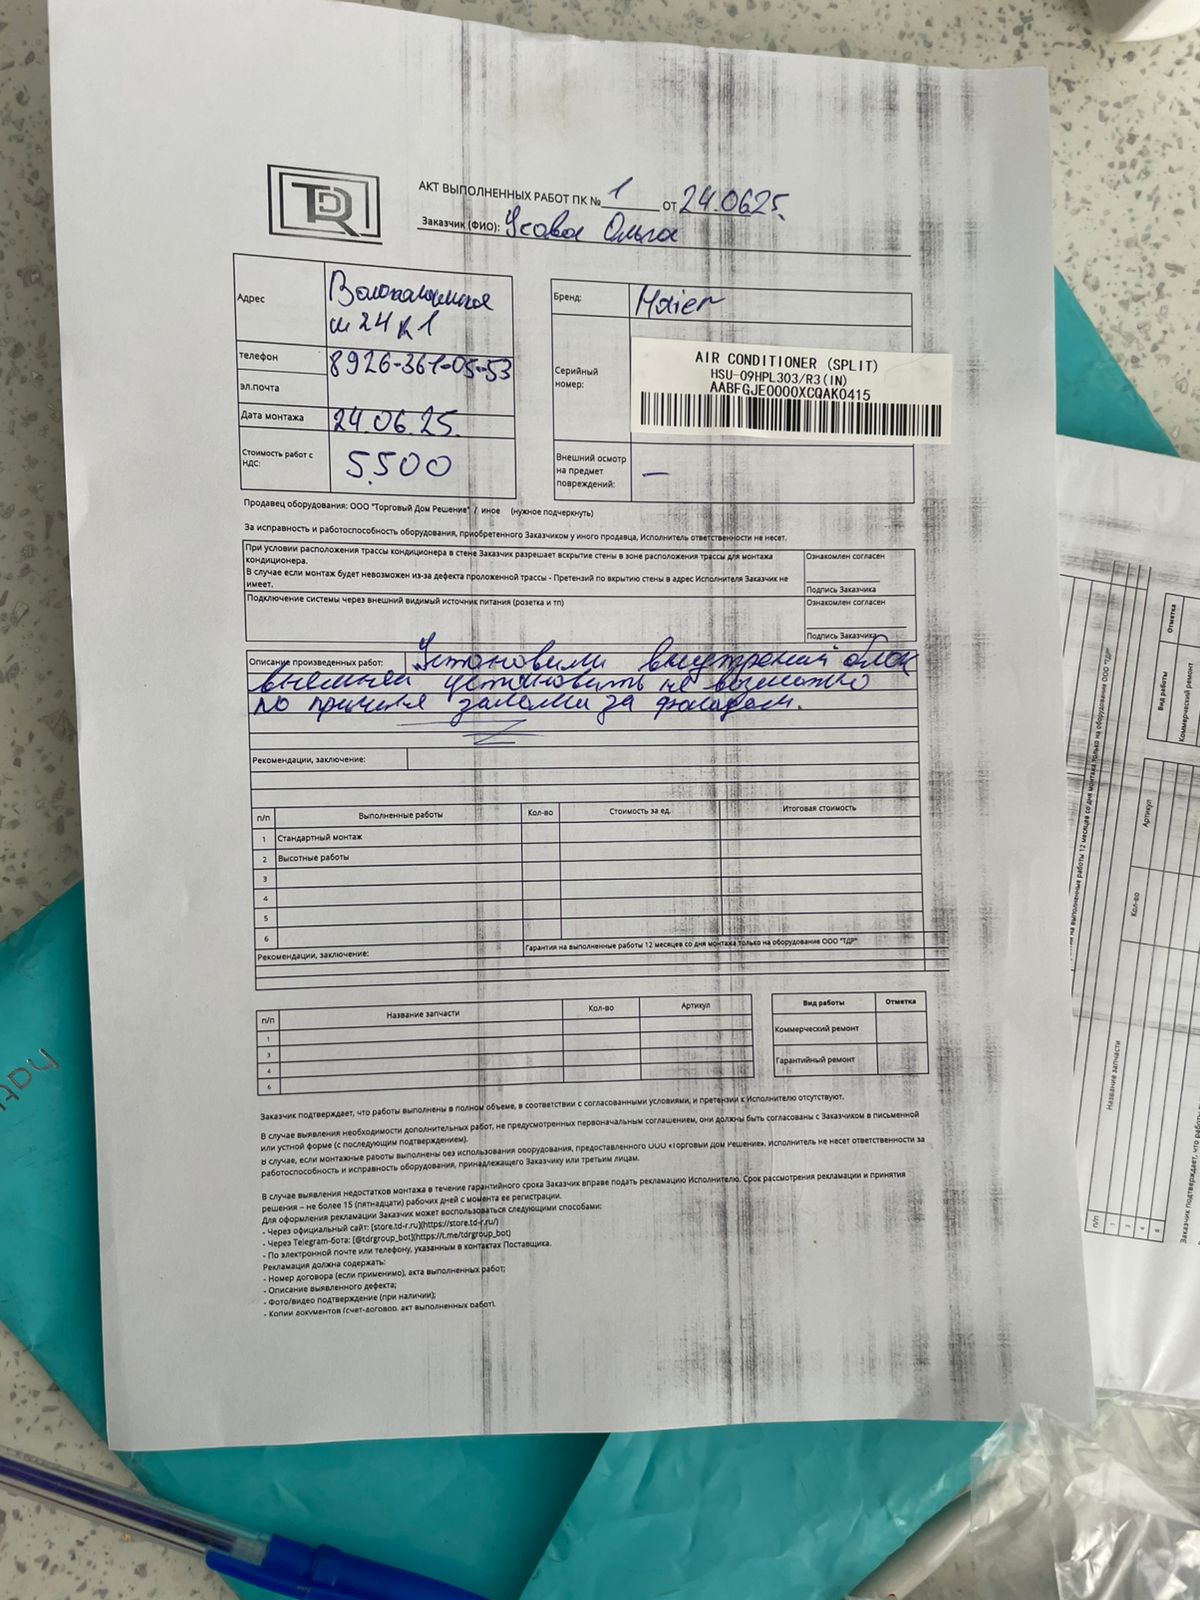 TDR
АКТ ВЫПОЛНЕННЫХ РАБОТ ПК № 1 от 24.06.25.
Заказчик (ФИО): Усова Ольга
Адрес
Волоколамское
ш 24 к 1
телефон 8926-361-05-53
эл.почта
Дата монтажа 24.06.25.
Стоимость работ с НДС: 5.500
Бренд: Haier
Серийный номер:
AIR CONDITIONER (SPLIT)
HSU-09HPL303/R3(IN)
AABFGJE0000XCQAK0415
Внешний осмотр на предмет повреждений: —
Продавец оборудования: ООО "Торговый Дом Решение" / иное (нужное подчеркнуть)
За исправность и работоспособность оборудования, приобретенного Заказчиком у иного продавца, Исполнитель ответственности не несет.
При условии расположения трассы кондиционера в стене Заказчик разрешает вскрытие стены в зоне расположения трассы для монтажа
кондиционера.
В случае если монтаж будет невозможен из-за дефекта проложенной трассы - Претензий по вкрытию стены в адрес Исполнителя Заказчик не
имеет.
Ознакомлен согласен
Подпись Заказчика
Подключение системы через внешний видимый источник питания (розетка и тп)
Ознакомлен согласен
Подпись Заказчика
Описание произведенных работ: Установили внутрений блок
внешней установить не возможно
по причине за фасадом.
Рекомендации, заключение:
п/п Выполненные работы Кол-во Стоимость за ед. Итоговая стоимость
1 Стандартный монтаж
2 Высотные работы
3
4
5
6
Гарантия на выполненные работы 12 месяцев со дня монтажа только на оборудование ООО "ТДР"
Рекомендации, заключение:
п/п Название запчасти Кол-во Артикул
1
3
4
6
Вид работы Отметка
Коммерческий ремонт
Гарантийный ремонт
Заказчик подтверждает, что работы выполнены в полном объеме, в соответствии с согласованными условиями, и претензии к Исполнителю отсутствуют.
В случае выявления необходимости дополнительных работ, не предусмотренных первоначальным соглашением, они должны быть согласованы с Заказчиком в письменной
или устной форме (с последующим подтверждением).
В случае, если монтажные работы выполнены без использования оборудования, предоставленного ООО «Торговый Дом Решение», Исполнитель не несет ответственности за
работоспособность и исправность оборудования, принадлежащего Заказчику или третьим лицам.
В случае выявления недостатков монтажа в течение гарантийного срока Заказчик вправе подать рекламацию Исполнителю. Срок рассмотрения рекламации и принятия
решения – не более 15 (пятнадцати) рабочих дней с момента ее регистрации.
Для оформления рекламации Заказчик может воспользоваться следующими способами:
- Через официальный сайт: [store.td-r.ru](https://store.td-r.ru/)
- Через Telegram-бота: [@tdrgroup_bot](https://t.me/tdrgroup_bot)
- По электронной почте или телефону, указанным в контактах Поставщика.
Рекламация должна содержать:
- Номер договора (если применимо), акта выполненных работ;
- Описание выявленного дефекта;
- Фото/видео подтверждение (при наличии);
- Копии документов (счет-договор, акт выполненных работ).
Вид работы Отметка
Коммерческий ремонт
Артикул
Кол-во
Название запчасти
п/п